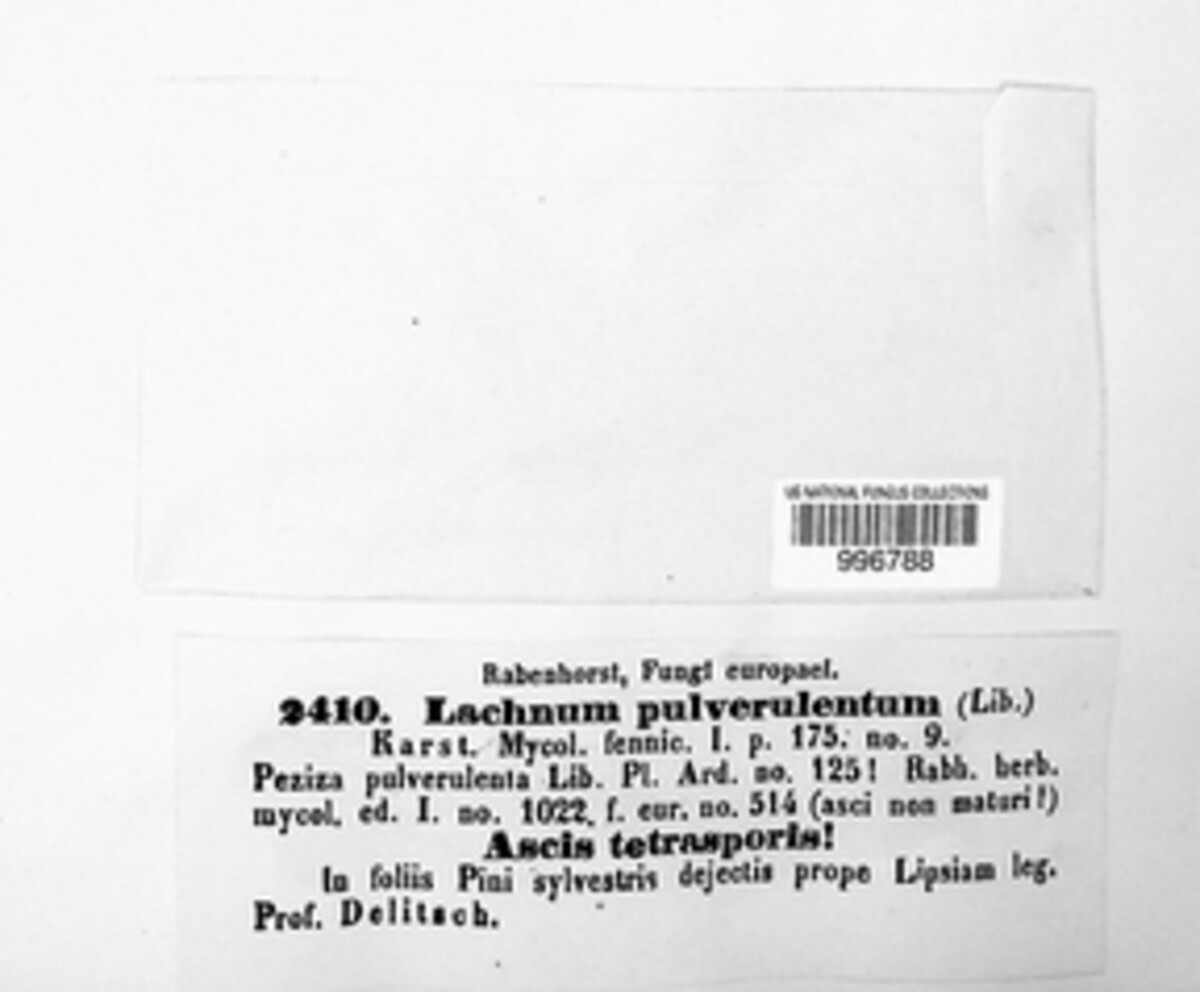 US NATIONAL FUNGUS COLLECTIONS
996788
Rabenhorst, Fungi europaei.
2410. Lachnum pulverulentum (Lib.)
Karst. Mycol. fennic. I. p. 175. no. 9.
Peziza pulverulenta Lib. Pl. Ard. no. 125! Rabh. herb.
mycol. ed. I. no. 1022, f. eur. no. 514 (asci non maturi!)
Ascis tetrasporis!
In foliis Pini sylvestris dejectis prope Lipsiam leg.
Prof. Delitsch.